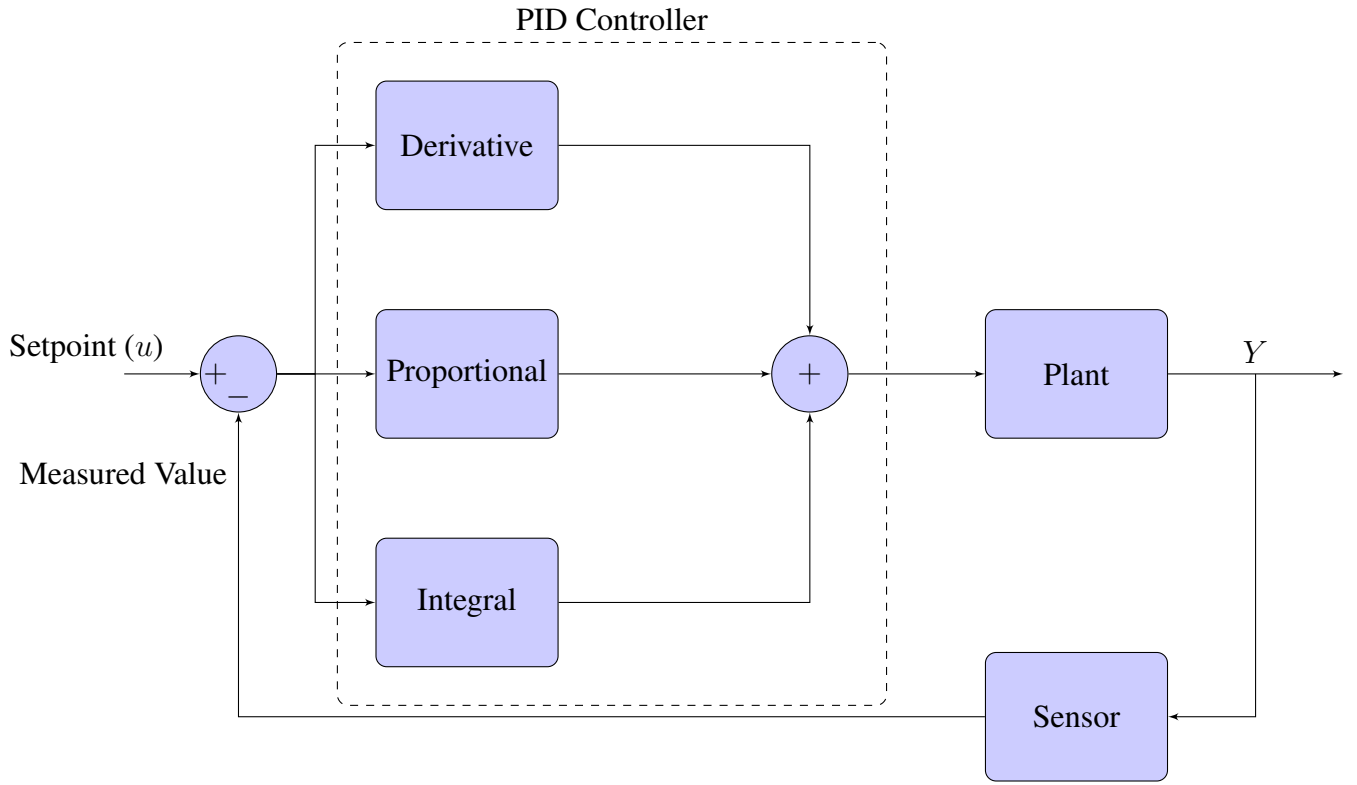 PID Controller
Derivative
Setpoint (u)
+
−
Proportional
+
Plant
Y
Measured Value
Integral
Sensor